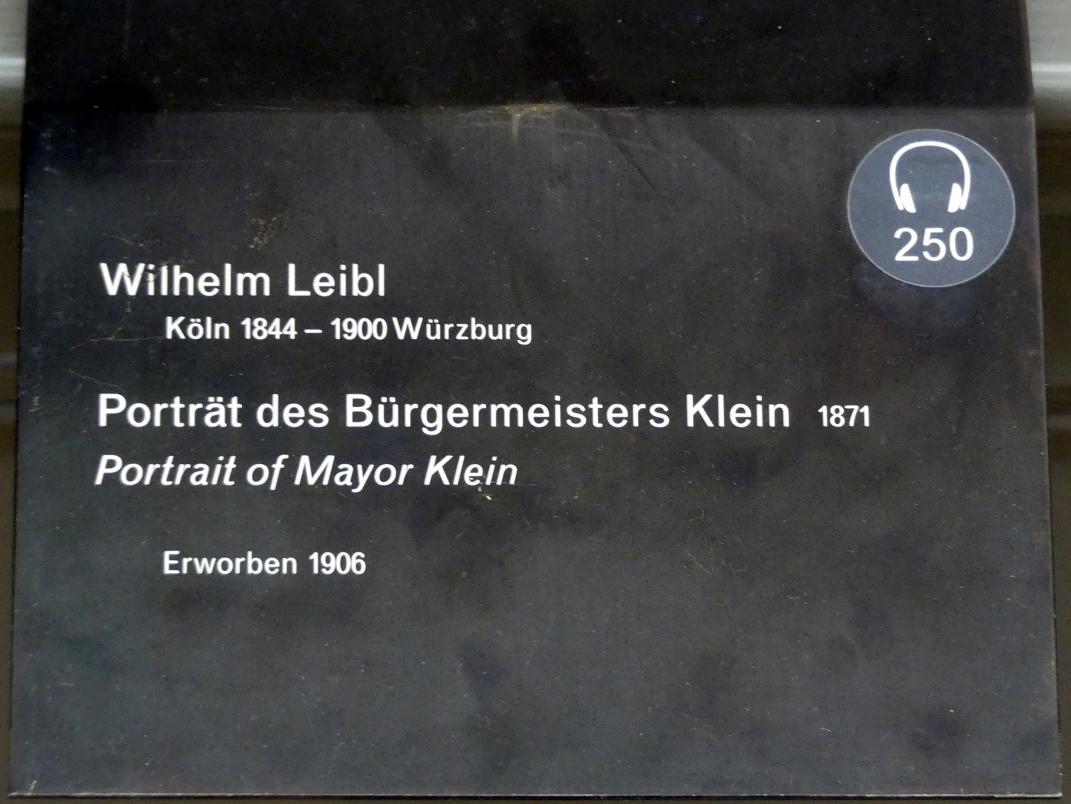 250
Wilhelm Leibl
Köln 1844 – 1900 Würzburg
Porträt des Bürgermeisters Klein 1871
Portrait of Mayor Klein
Erworben 1906